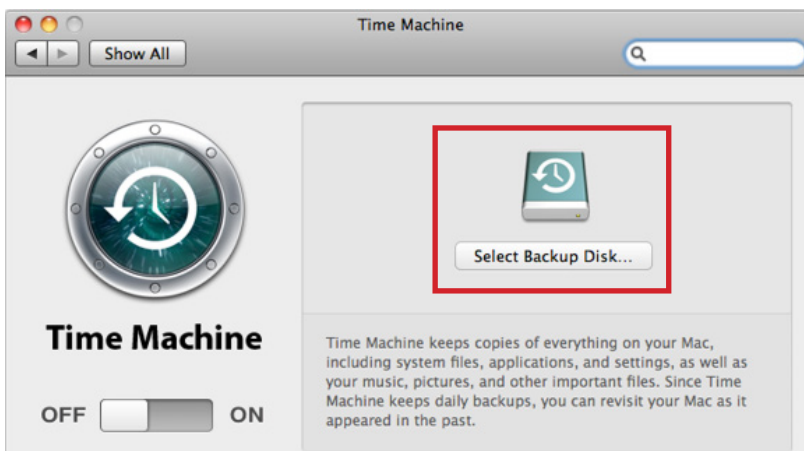 Time Machine
Show All
Select Backup Disk...
Time Machine
Time Machine keeps copies of everything on your Mac,
including system files, applications, and settings, as well as
your music, pictures, and other important files. Since Time
Machine keeps daily backups, you can revisit your Mac as it
appeared in the past.
OFF ON